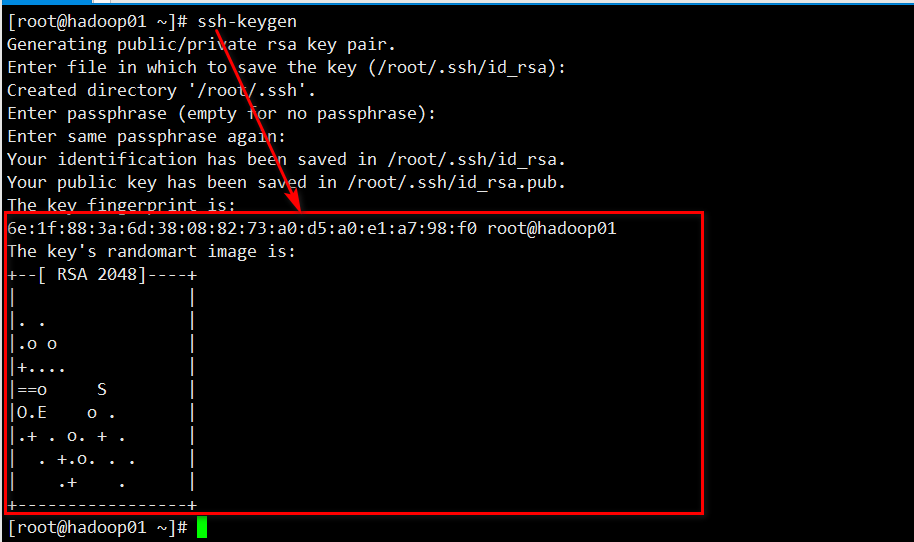 [root@hadoop01 ~]# ssh-keygen
Generating public/private rsa key pair.
Enter file in which to save the key (/root/.ssh/id_rsa):
Created directory '/root/.ssh'.
Enter passphrase (empty for no passphrase):
Enter same passphrase again:
Your identification has been saved in /root/.ssh/id_rsa.
Your public key has been saved in /root/.ssh/id_rsa.pub.
The key fingerprint is:
6e:1f:88:3a:6d:38:08:82:73:a0:d5:a0:e1:a7:98:f0 root@hadoop01
The key's randomart image is:
+--[ RSA 2048]----+
|                 |
|. .              |
|.o o             |
|+....            |
|==o     S        |
|O.E    o .       |
|.+ . o. + .      |
|  . +.o. . .     |
|    .+    .      |
+-----------------+
[root@hadoop01 ~]#